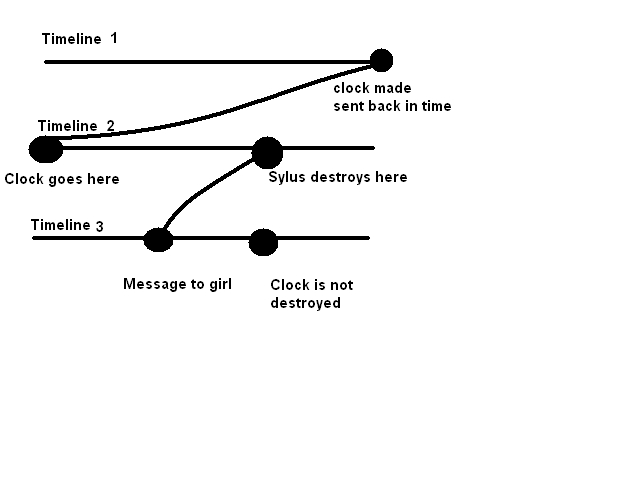 Timeline 1
clock made
sent back in time
Timeline 2
Clock goes here
Sylus destroys here
Timeline 3
Message to girl
Clock is not
destroyed